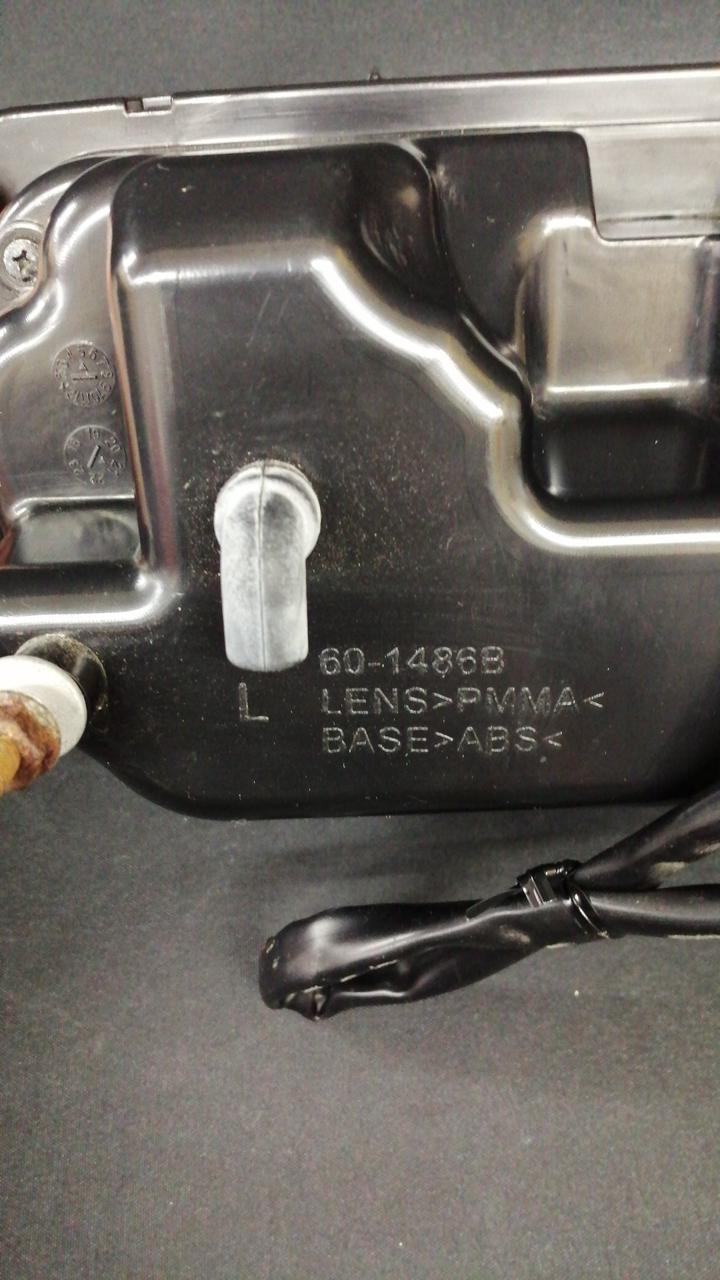 60-1486B
L LENS>PMMA<
BASE>ABS<